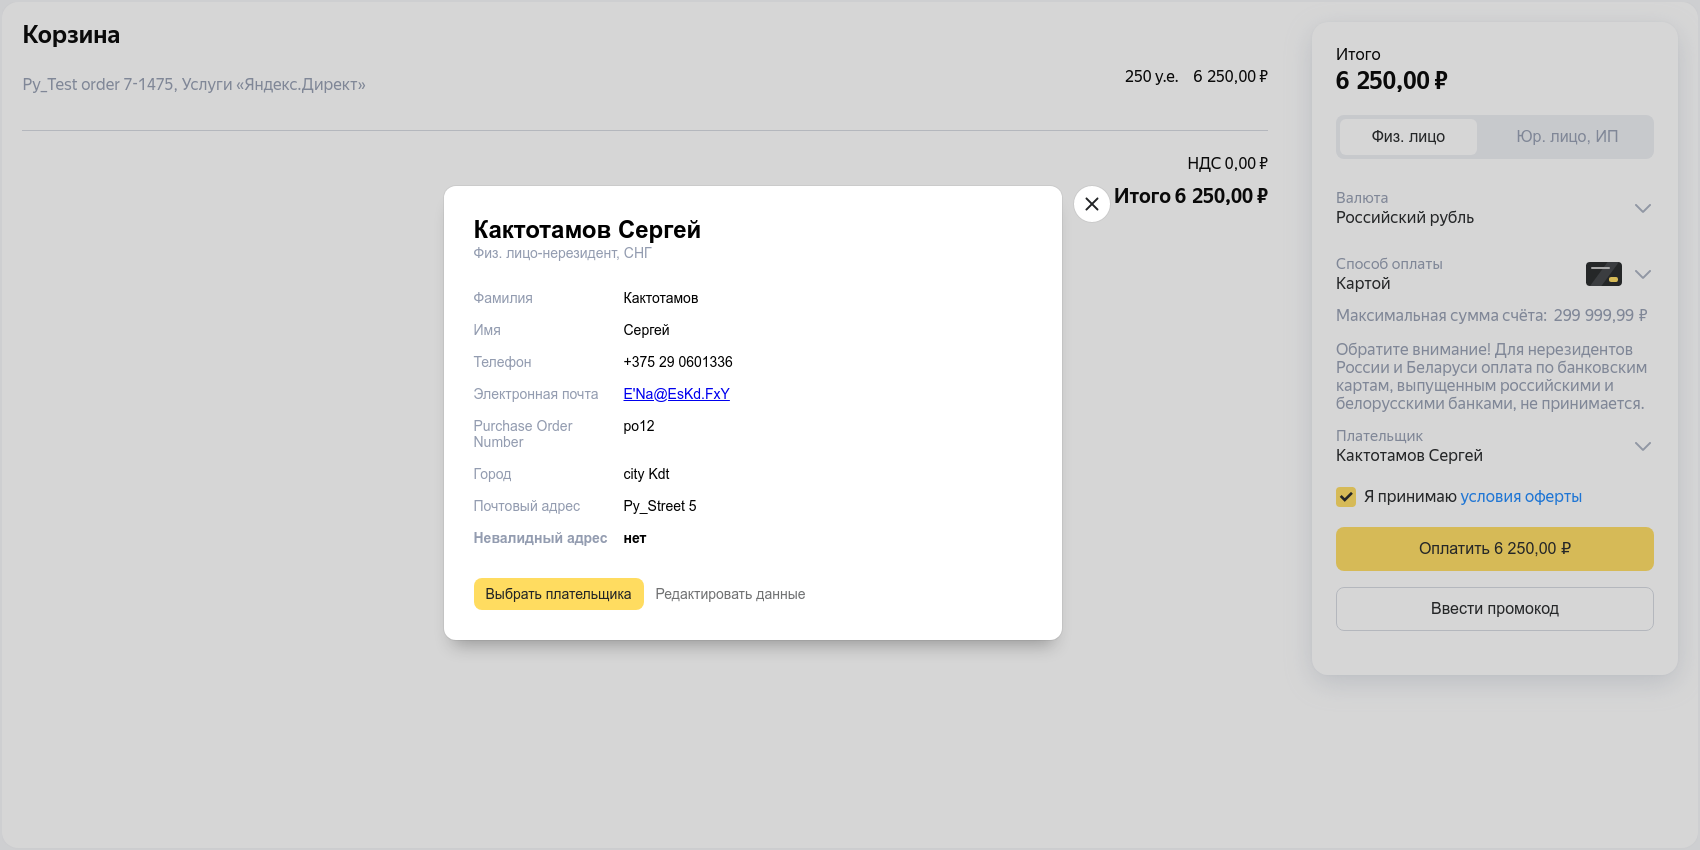 Корзина
Py_Test order 7-1475, Услуги «Яндекс.Директ»
250 у.е. 6 250,00 ₽
НДС 0,00 ₽
Итого 6 250,00 ₽
Кактотамов Сергей
Физ. лицо-нерезидент, СНГ
Фамилия Кактотамов
Имя Сергей
Телефон +375 29 0601336
Электронная почта E'Na@EsKd.FxY
Purchase Order
Number
po12
Город city Kdt
Почтовый адрес Py_Street 5
Невалидный адрес нет
Выбрать плательщика Редактировать данные
Итого
6 250,00 ₽
Физ. лицо Юр. лицо, ИП
Валюта
Российский рубль
Способ оплаты
Картой
Максимальная сумма счёта: 299 999,99 ₽
Обратите внимание! Для нерезидентов
России и Беларуси оплата по банковским
картам, выпущенным российскими и
белорусскими банками, не принимается.
Плательщик
Кактотамов Сергей
Я принимаю условия оферты
Оплатить 6 250,00 ₽
Ввести промокод